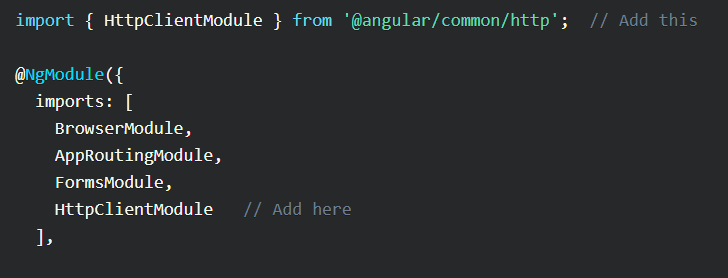 import { HttpClientModule } from '@angular/common/http';  // Add this
@NgModule({
  imports: [
    BrowserModule,
    AppRoutingModule,
    FormsModule,
    HttpClientModule   // Add here
  ],